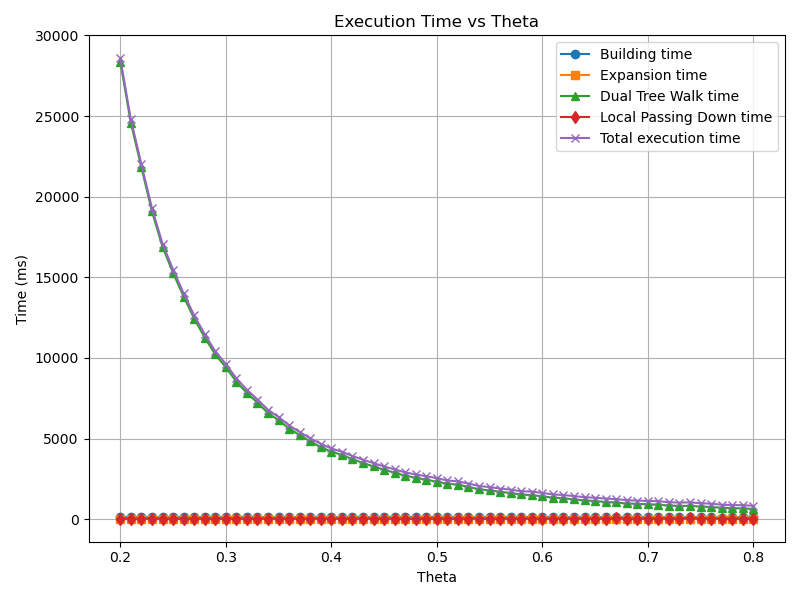 Execution Time vs Theta
Building time
Expansion time
Dual Tree Walk time
Local Passing Down time
Total execution time
Time (ms)
30000
25000
20000
15000
10000
5000
0
0.2 0.3 0.4 0.5 0.6 0.7 0.8
Theta